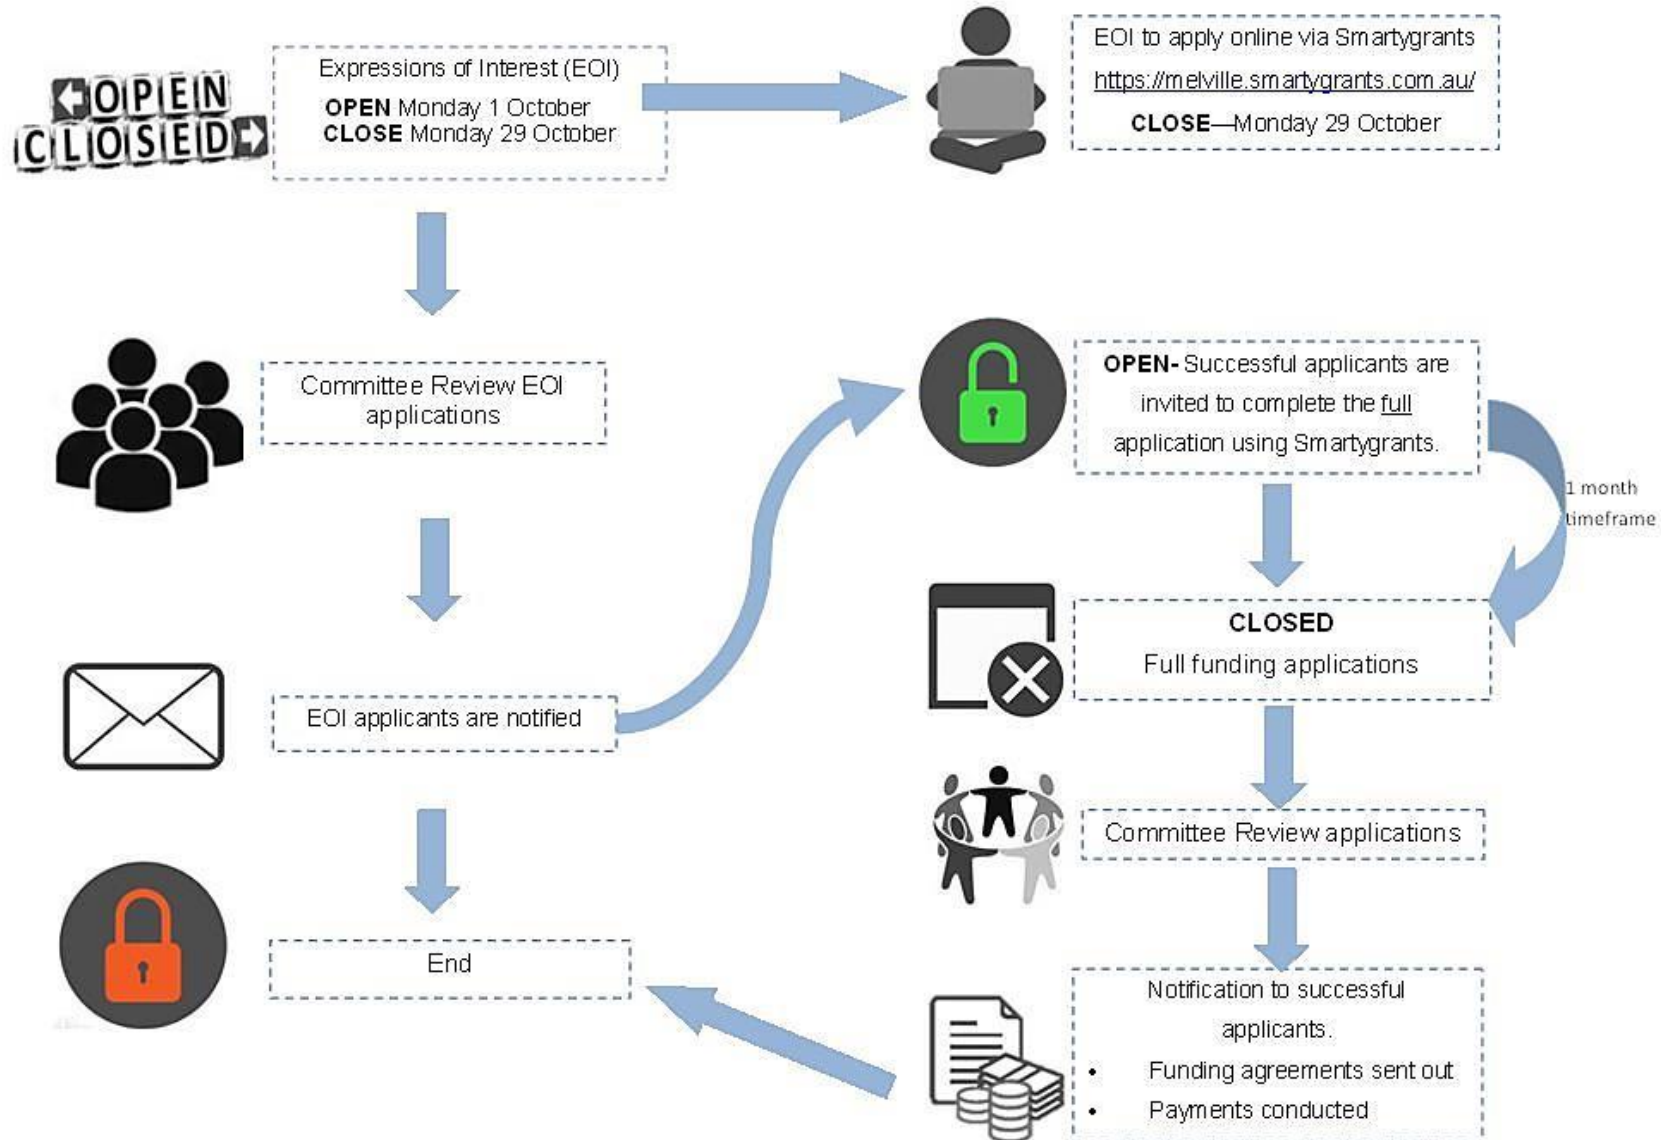 OPEN
CLOSED
Expressions of Interest (EOI)
OPEN Monday 1 October
CLOSE Monday 29 October
EOI to apply online via Smartygrants
https://melville.smartygrants.com.au/
CLOSE—Monday 29 October
Committee Review EOI
applications
OPEN- Successful applicants are
invited to complete the full
application using Smartygrants.
1 month
timeframe
CLOSED
Full funding applications
EOI applicants are notified
Committee Review applications
End
Notification to successful
applicants.
• Funding agreements sent out
• Payments conducted